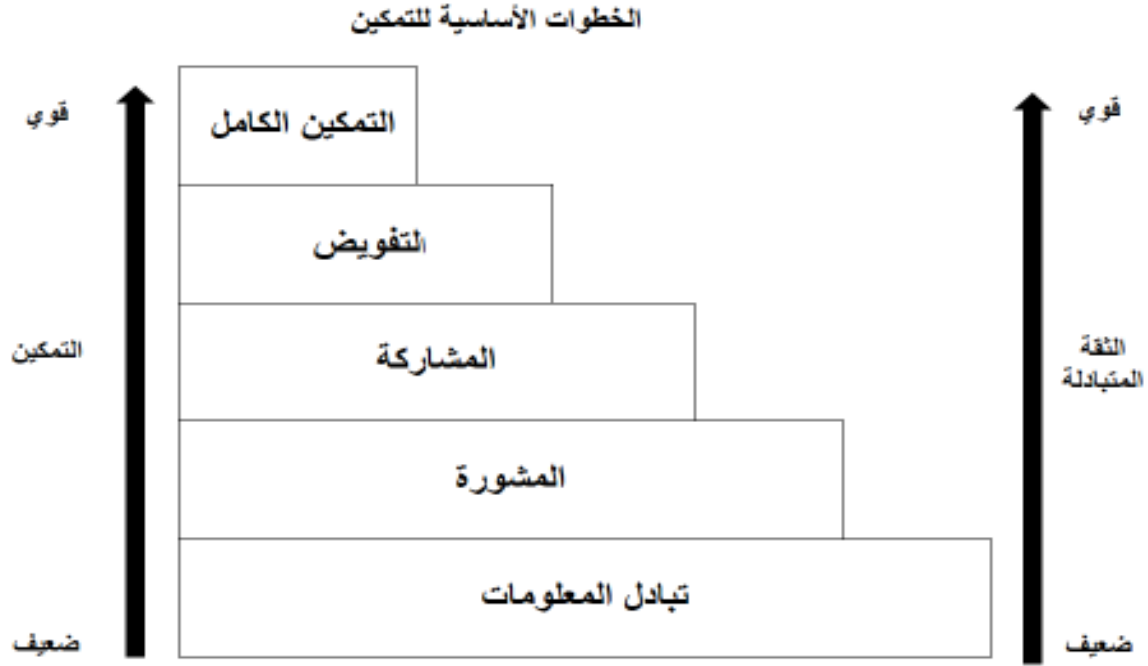 الخطوات الأساسية للتمكين
قوي
قوي
التمكين الكامل
التفويض
المشاركة
الثقة
المتبادلة
التمكين
المشورة
تبادل المعلومات
ضعيف
ضعيف